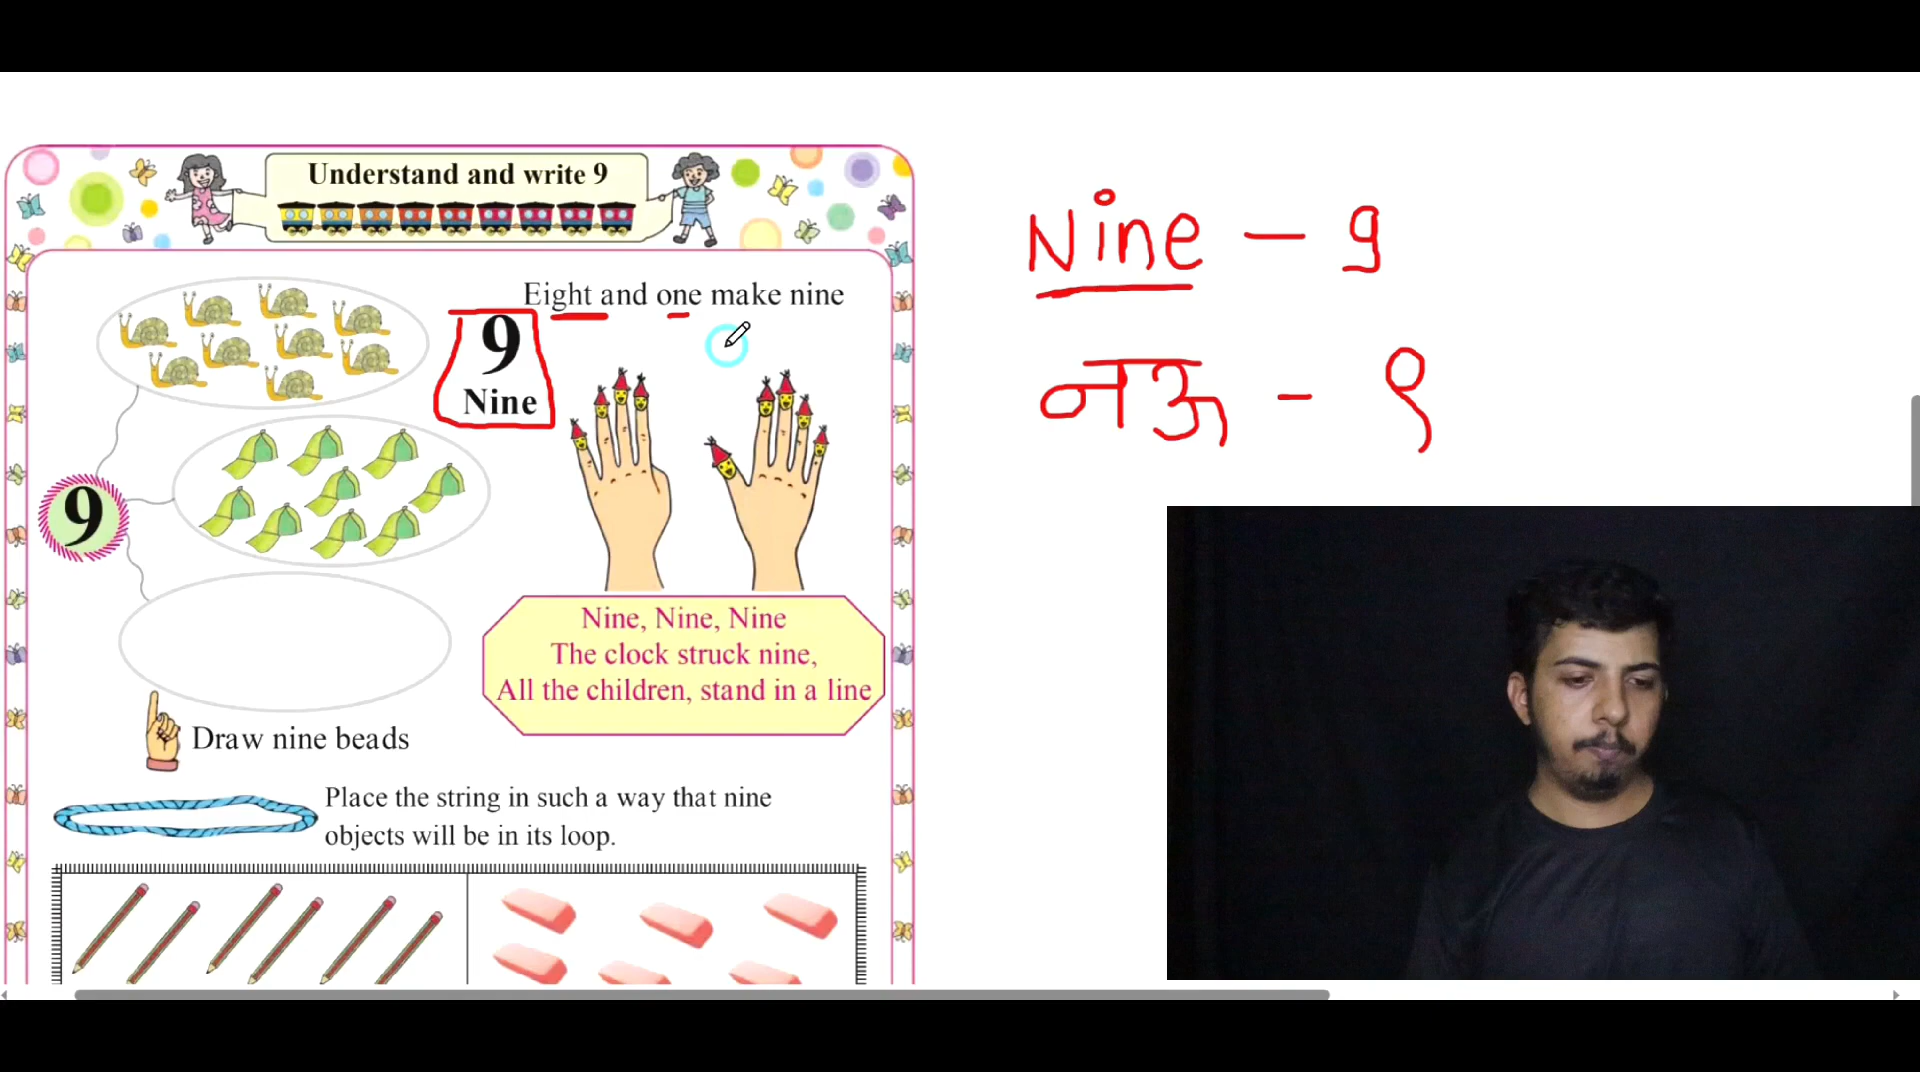 Understand and write 9
Eight and one make nine
9
Nine
9
Nine, Nine, Nine
The clock struck nine,
All the children, stand in a line
Draw nine beads
Place the string in such a way that nine
objects will be in its loop.
Nine – 9
नऊ - ९